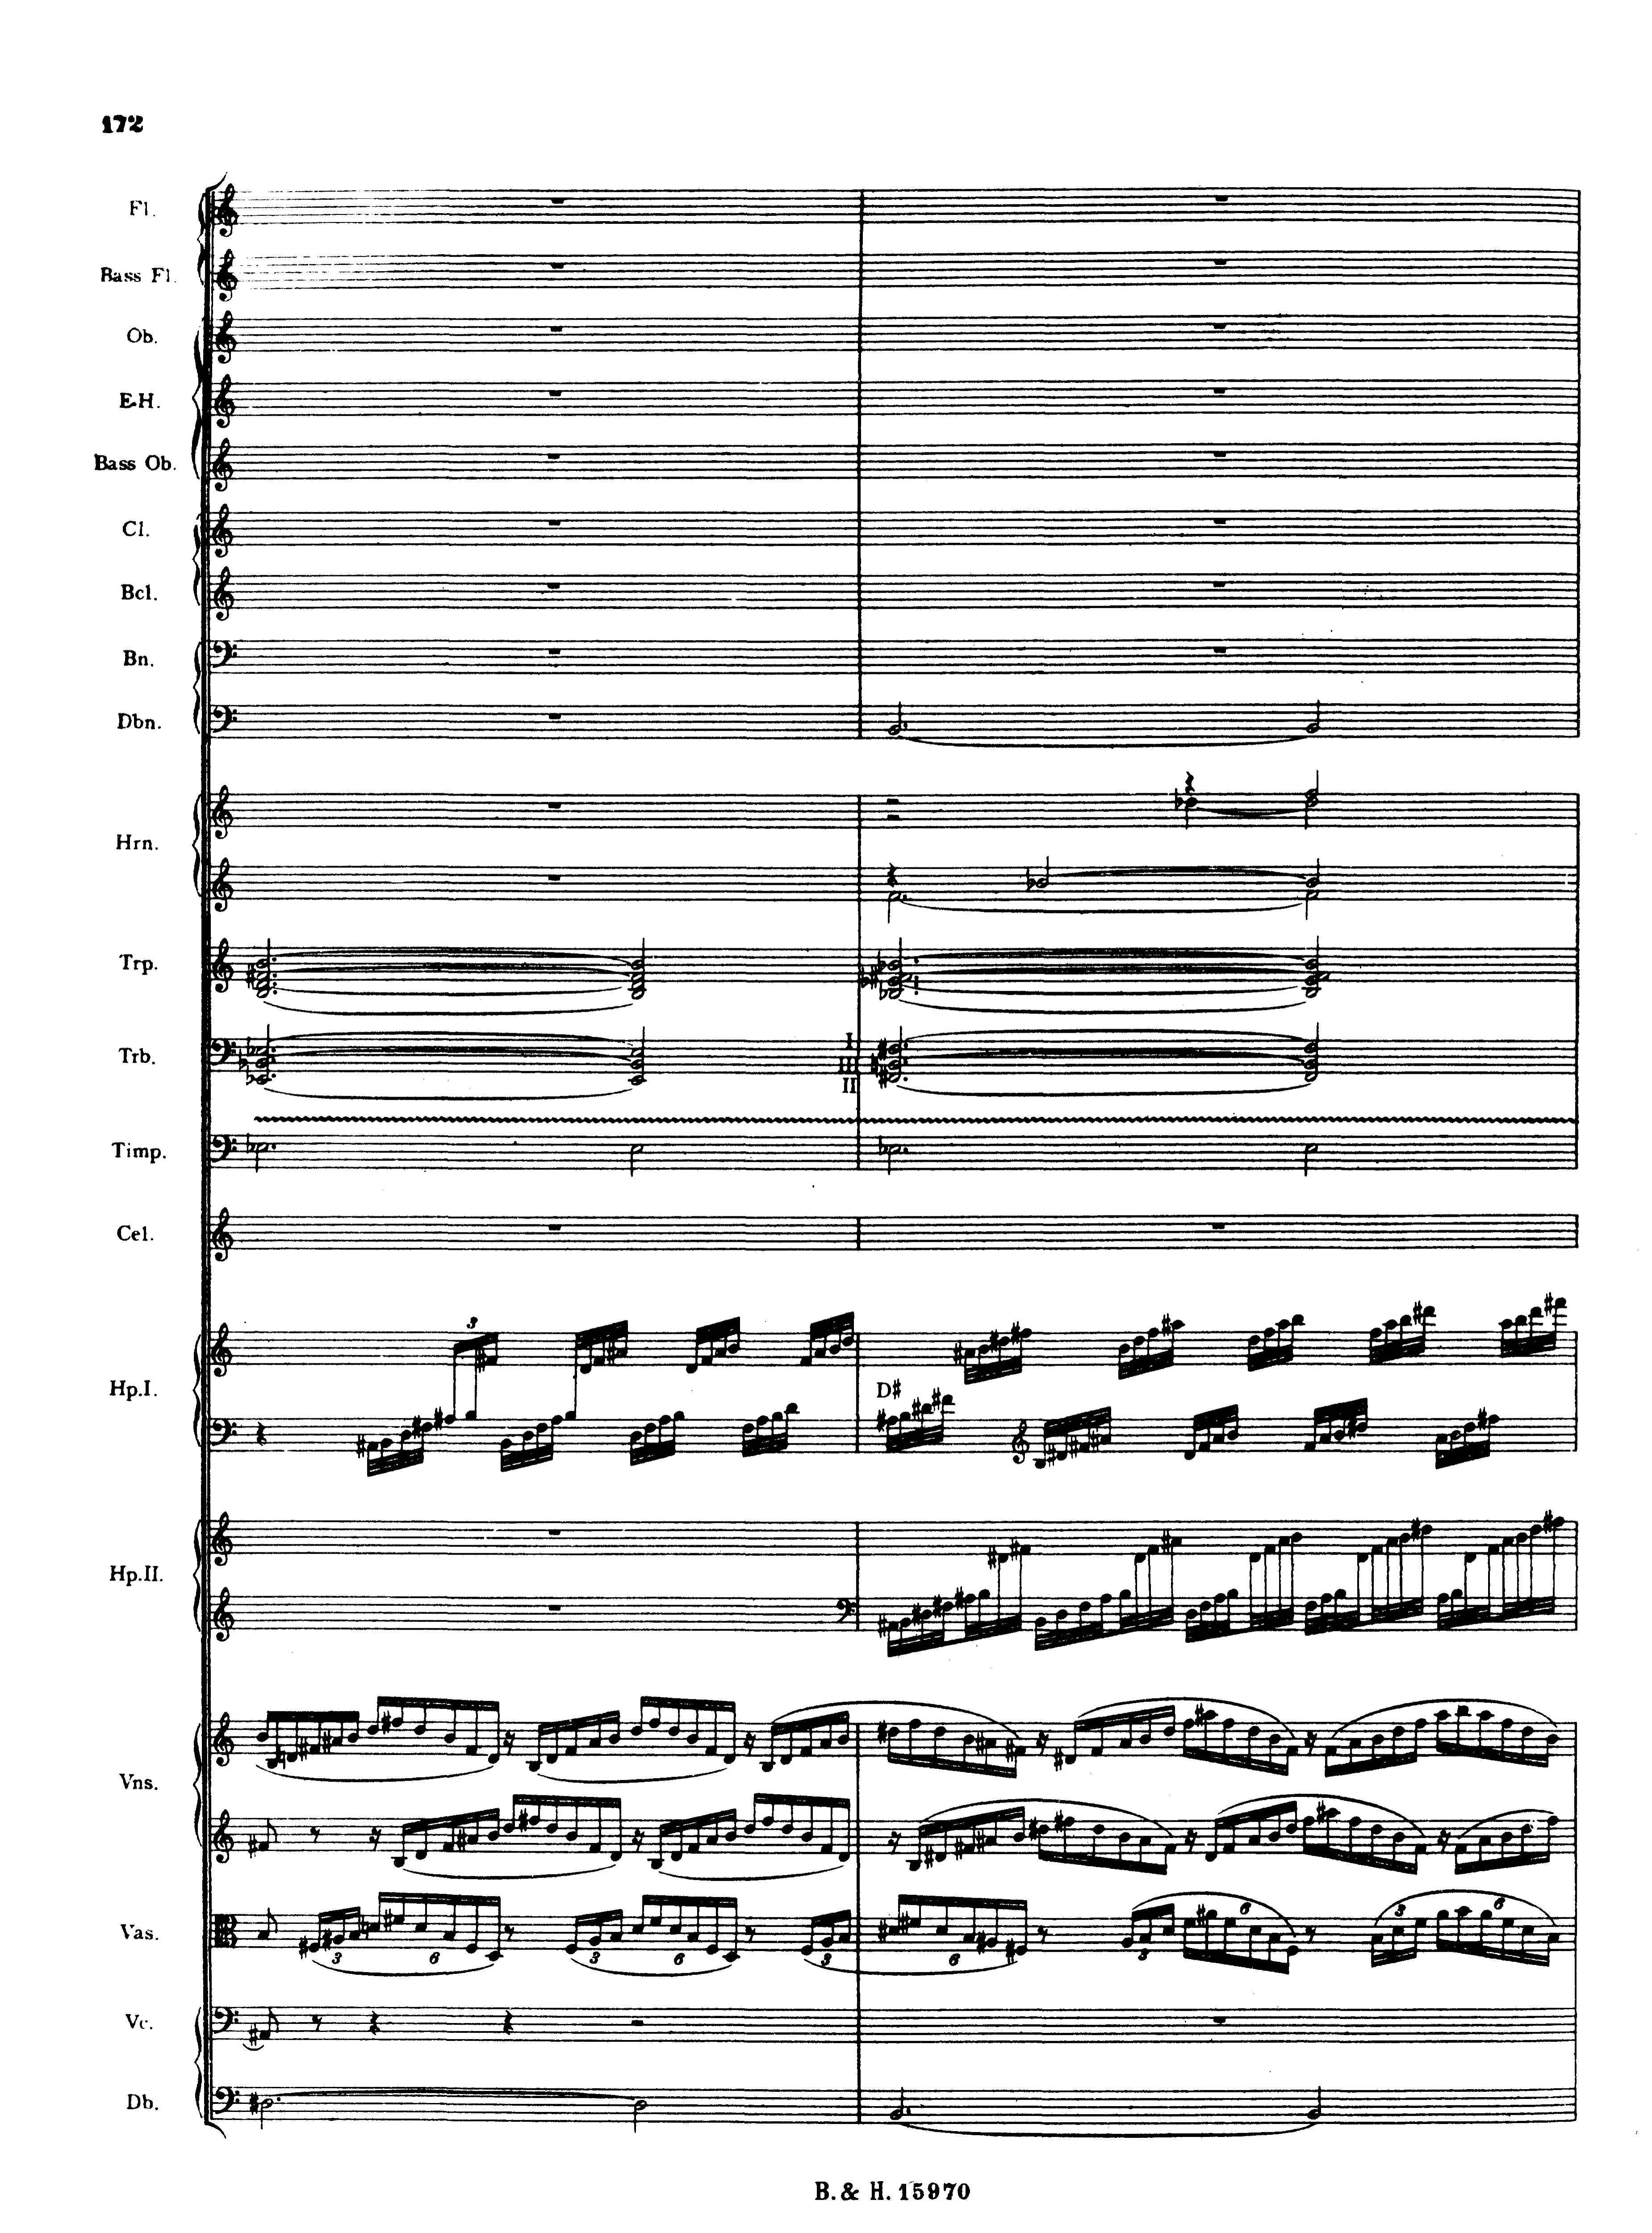 172
Fl.
Bass Fl.
Ob.
E.H.
Bass Ob.
Cl.
Bcl.
Bn.
Dbn.
Hrn.
Trp.
Trb.
I
III
II
Timp.
Cel.
3
Hp.I.
D#
Hp.II.
Vns.
Vas.
3
6
3
6
3
6
3
6
3
6
Vc.
Db.
B. & H. 15970